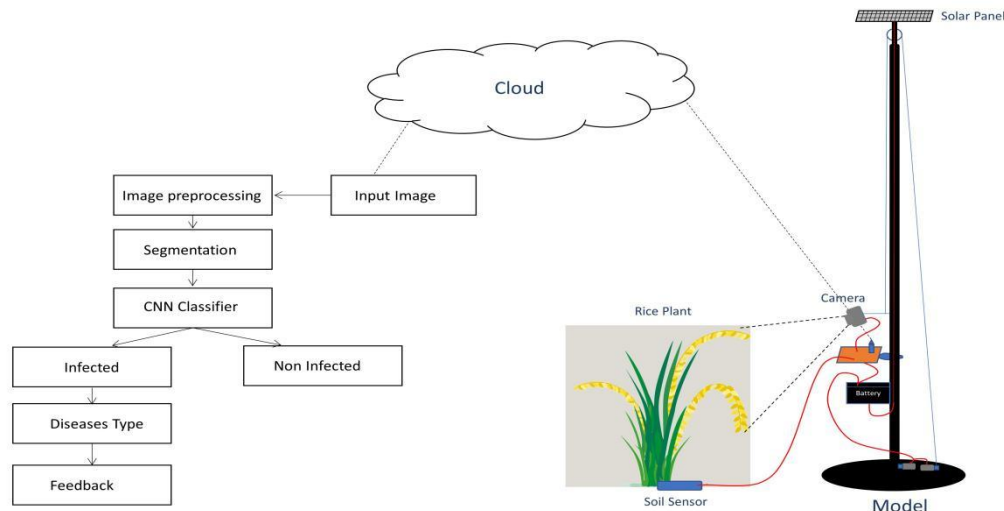 Solar Panel
Cloud
Image preprocessing
Input Image
Segmentation
CNN Classifier
Infected
Non Infected
Diseases Type
Feedback
Camera
Rice Plant
Battery
Soil Sensor
Model